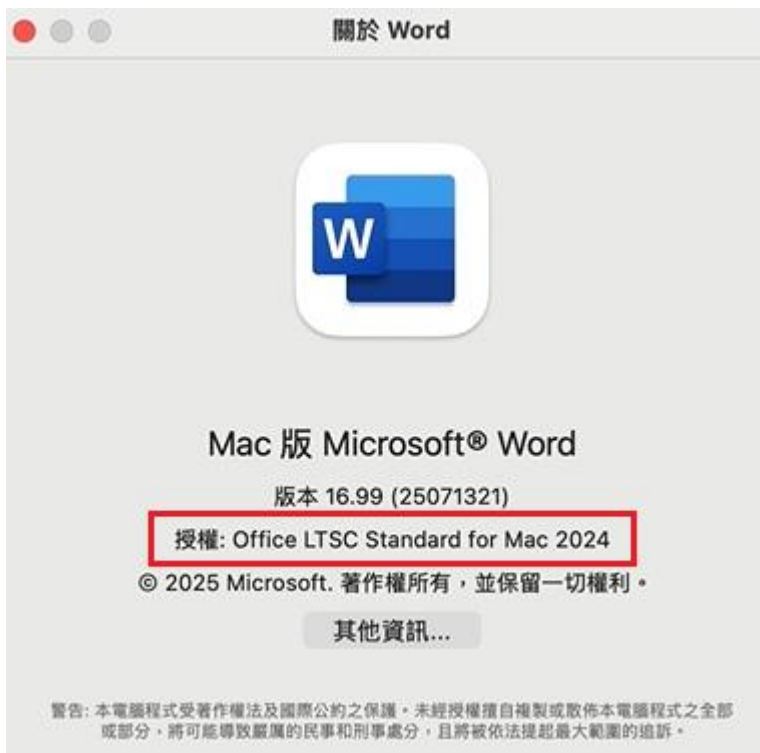 關於 Word
W
Mac 版 Microsoft® Word
版本 16.99 (25071321)
授權: Office LTSC Standard for Mac 2024
© 2025 Microsoft. 著作權所有，並保留一切權利。
其他資訊...
警告: 本電腦程式受著作權法及國際公約之保護。未經授權擅自複製或散佈本電腦程式之全部
或部分，將可能導致嚴厲的民事和刑事處分，且將被依法提起最大範圍的追訴。